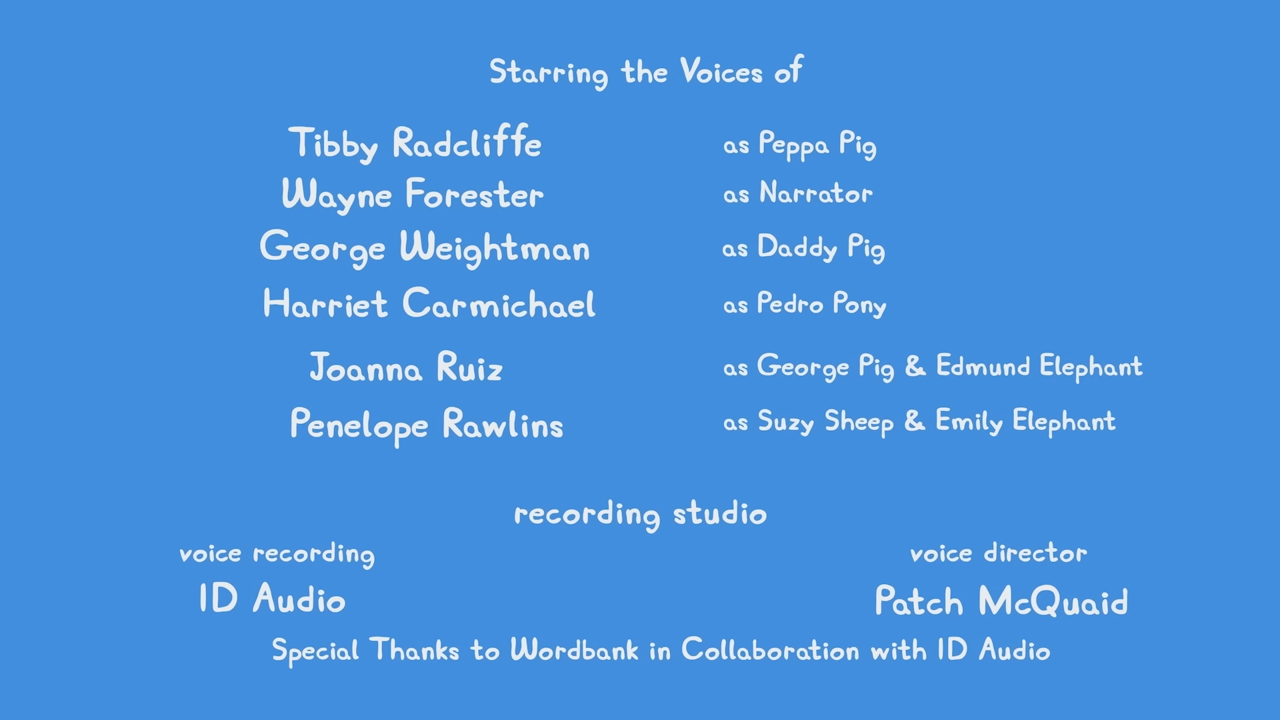 Starring the Voices of
Tibby Radcliffe as Peppa Pig
Wayne Forester as Narrator
George Weightman as Daddy Pig
Harriet Carmichael as Pedro Pony
Joanna Ruiz as George Pig & Edmund Elephant
Penelope Rawlins as Suzy Sheep & Emily Elephant
recording studio
voice recording voice director
ID Audio Patch McQuaid
Special Thanks to Wordbank in Collaboration with ID Audio